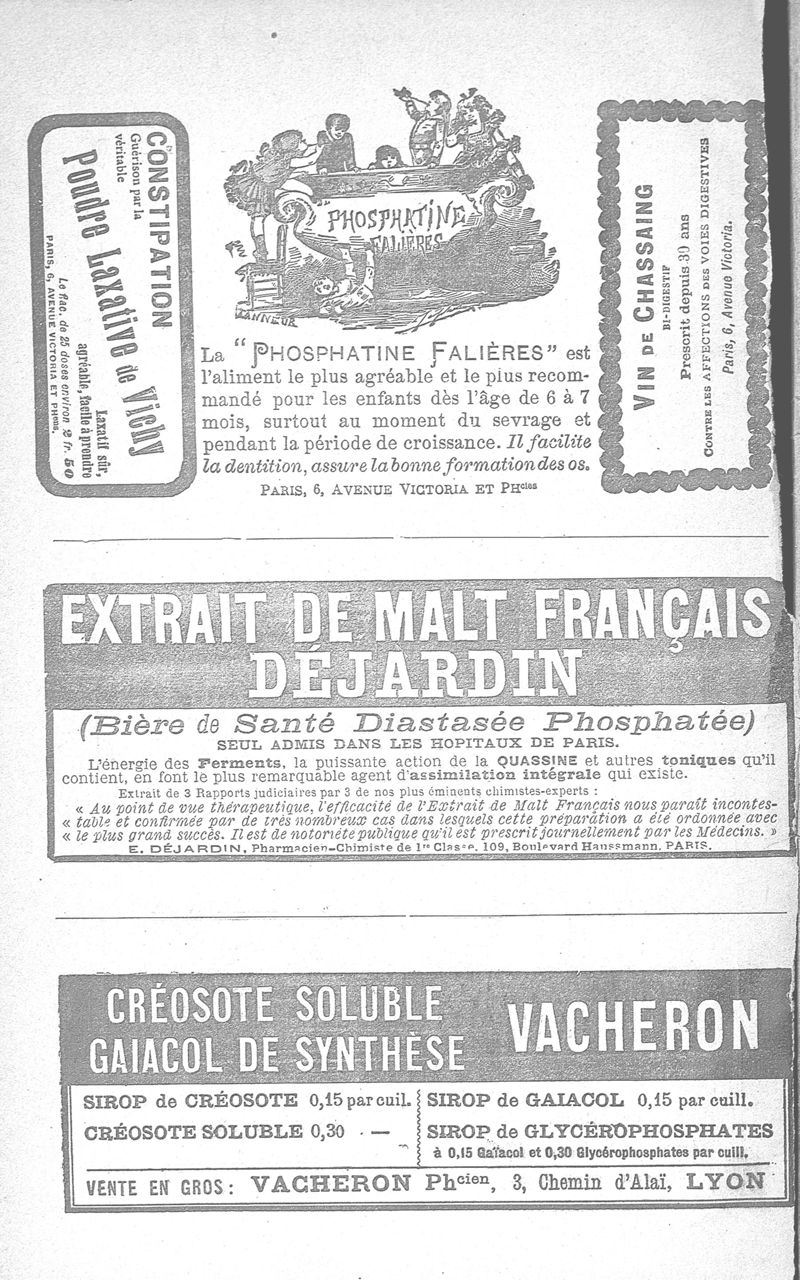 CONSTIPATION
Guérison par la
véritable
Poudre Laxative de Vichy
Laxatif sûr,
agréable, facile à prendre
Le flac. de 25 doses environ 2 fr. 50
PARIS, 6, AVENUE VICTORIA ET PHcies.
PHOSPHATINE
FALIÈRES
La "PHOSPHATINE FALIÈRES" est
l'aliment le plus agréable et le plus recom-
mandé pour les enfants dès l'âge de 6 à 7
mois, surtout au moment du sevrage et
pendant la période de croissance. Il facilite
la dentition, assure la bonne formation des os.
PARIS, 6, AVENUE VICTORIA ET PHcies
VIN DE CHASSAING
BI-DIGESTIF
Prescrit depuis 30 ans
CONTRE LES AFFECTIONS DES VOIES DIGESTIVES
Paris, 6, Avenue Victoria.
EXTRAIT DE MALT FRANÇAIS
DÉJARDIN
(Bière de Santé Diastasée Phosphatée)
SEUL ADMIS DANS LES HOPITAUX DE PARIS.
L'énergie des Ferments, la puissante action de la QUASSINE et autres toniques qu'il
contient, en font le plus remarquable agent d'assimilation intégrale qui existe.
Extrait de 3 Rapports judiciaires par 3 de nos plus éminents chimistes-experts :
« Au point de vue thérapeutique, l'efficacité de l'Extrait de Malt Français nous paraît incontes-
« table et confirmée par de très nombreux cas dans lesquels cette préparation a été ordonnée avec
« le plus grand succès. Il est de notoriété publique qu'il est prescrit journellement par les Médecins. »
E. DÉJARDIN, Pharmacien-Chimiste de 1re Classe, 109, Boulevard Haussmann, PARIS.
CRÉOSOTE SOLUBLE
GAIACOL DE SYNTHÈSE
VACHERON
SIROP de CRÉOSOTE 0,15 par cuil.
CRÉOSOTE SOLUBLE 0,30 - —
SIROP de GAIACOL 0,15 par cuill.
SIROP de GLYCÉROPHOSPHATES
à 0,15 Gaïacol et 0,30 Glycérophosphates par cuill.
VENTE EN GROS : VACHERON Phcien, 3, Chemin d'Alaï, LYON